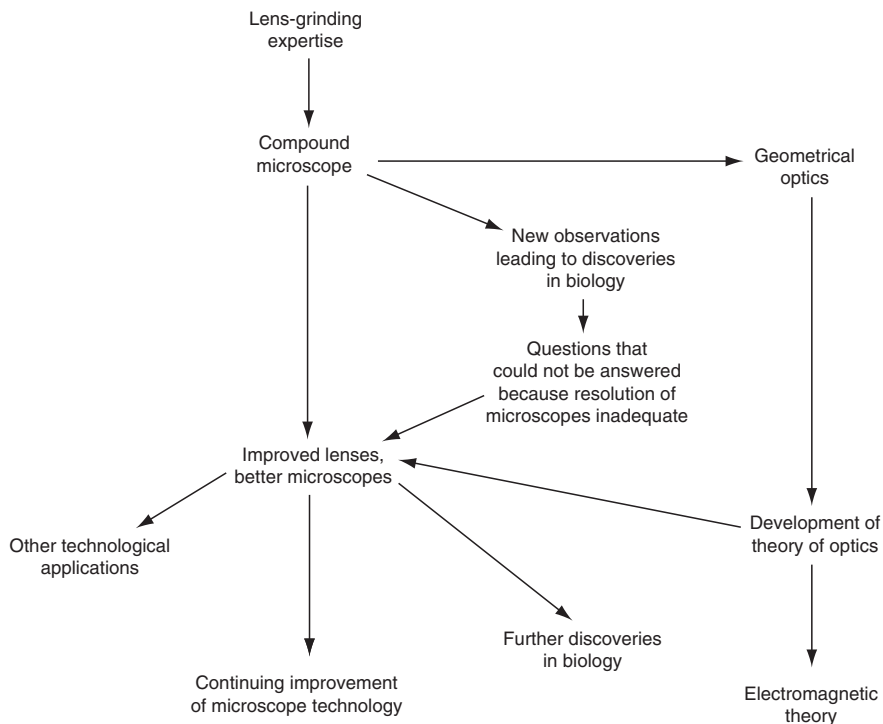 Lens-grinding
expertise
Compound
microscope
Geometrical
optics
New observations
leading to discoveries
in biology
Questions that
could not be answered
because resolution of
microscopes inadequate
Improved lenses,
better microscopes
Other technological
applications
Development of
theory of optics
Further discoveries
in biology
Continuing improvement
of microscope technology
Electromagnetic
theory